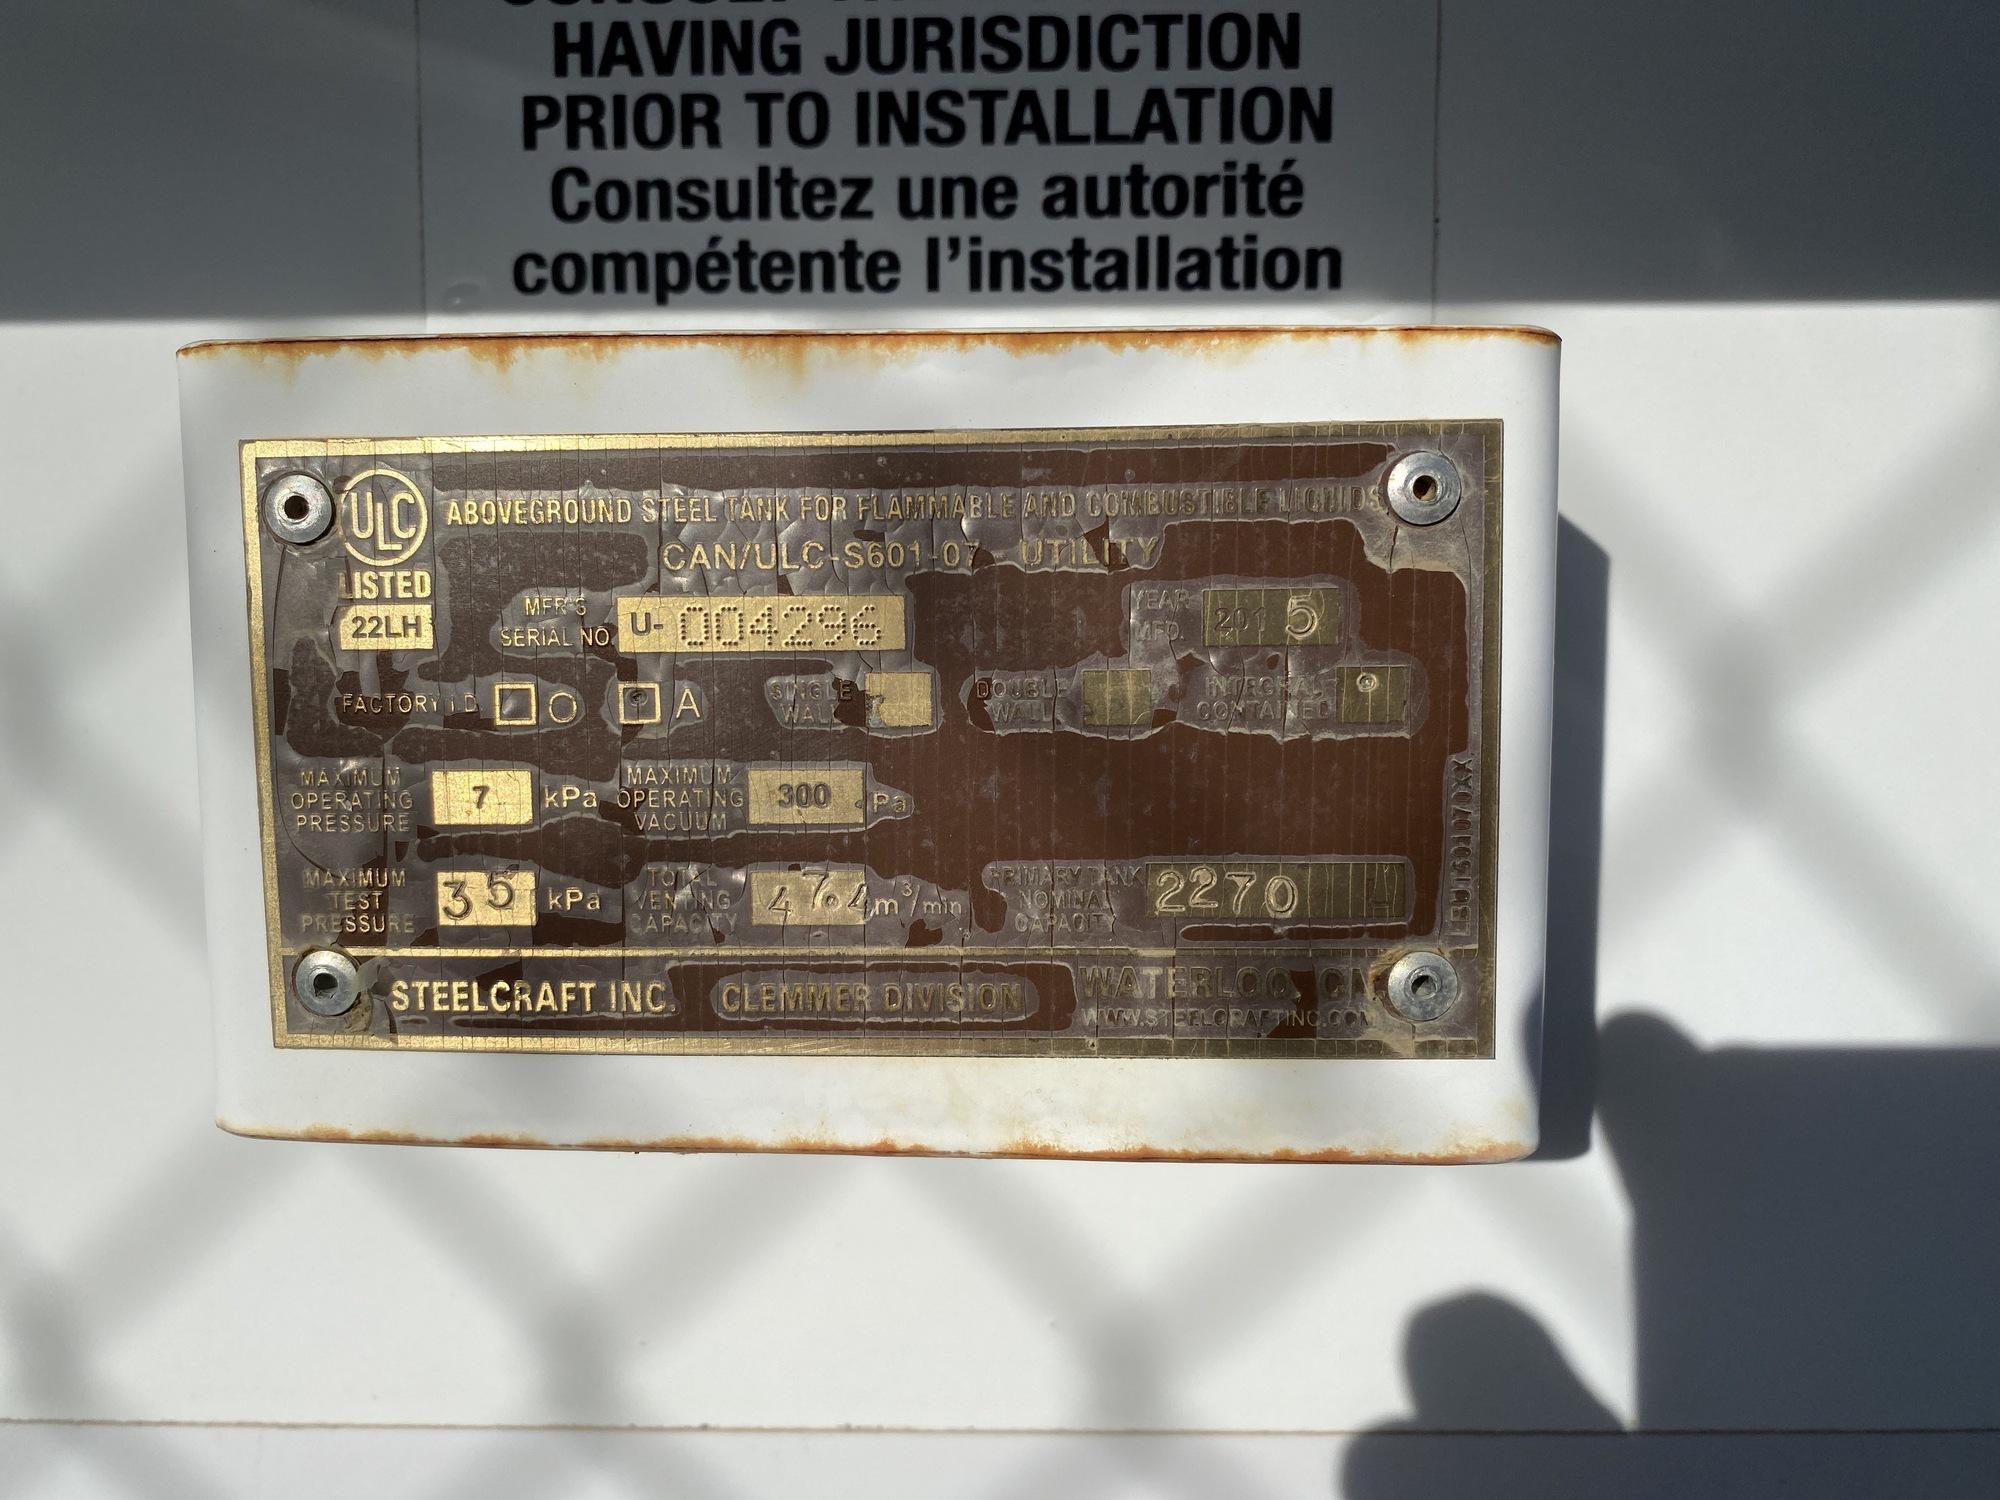 HAVING JURISDICTION
PRIOR TO INSTALLATION
Consultez une autorité
compétente l'installation
ULC
LISTED
22LH
ABOVEGROUND STEEL TANK FOR FLAMMABLE AND COMBUSTIBLE LIQUIDS
CAN/ULC-S601-07 UTILITY
MFR'S SERIAL NO. U-004296
YEAR MFD. 2015
FACTORY I.D. O A
SINGLE WALL
DOUBLE WALL
INTEGRAL CONTAINED
MAXIMUM OPERATING PRESSURE 7 kPa
MAXIMUM OPERATING VACUUM 300 Pa
MAXIMUM TEST PRESSURE 35 kPa
TOTAL VENTING CAPACITY 47.4 m³/min
PRIMARY TANK NOMINAL CAPACITY 2270
STEELCRAFT INC. CLEMMER DIVISION WATERLOO,
WWW.STEELCRAFTINC.COM